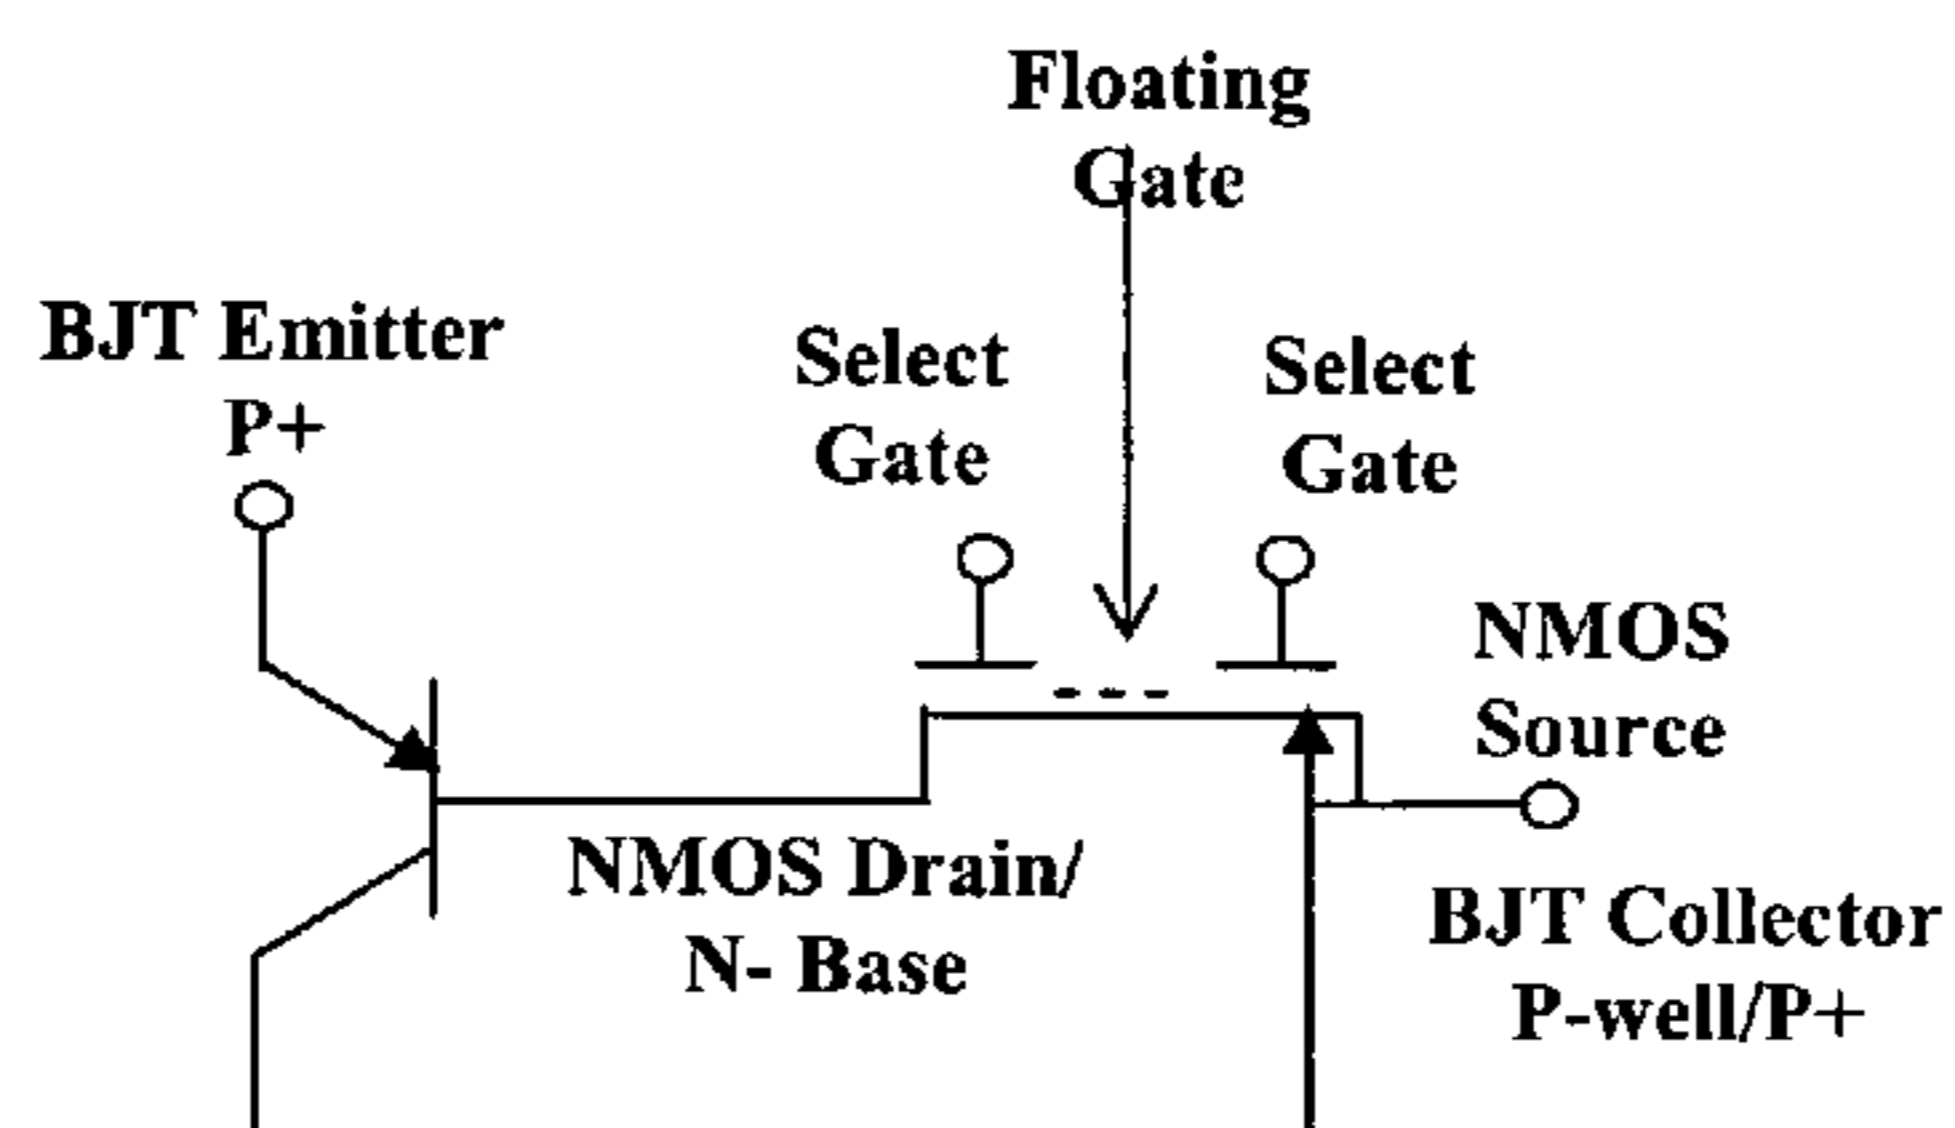 Floating
Gate
BJT Emitter
P+
Select
Gate
Select
Gate
NMOS
Source
NMOS Drain/
N- Base
BJT Collector
P-well/P+